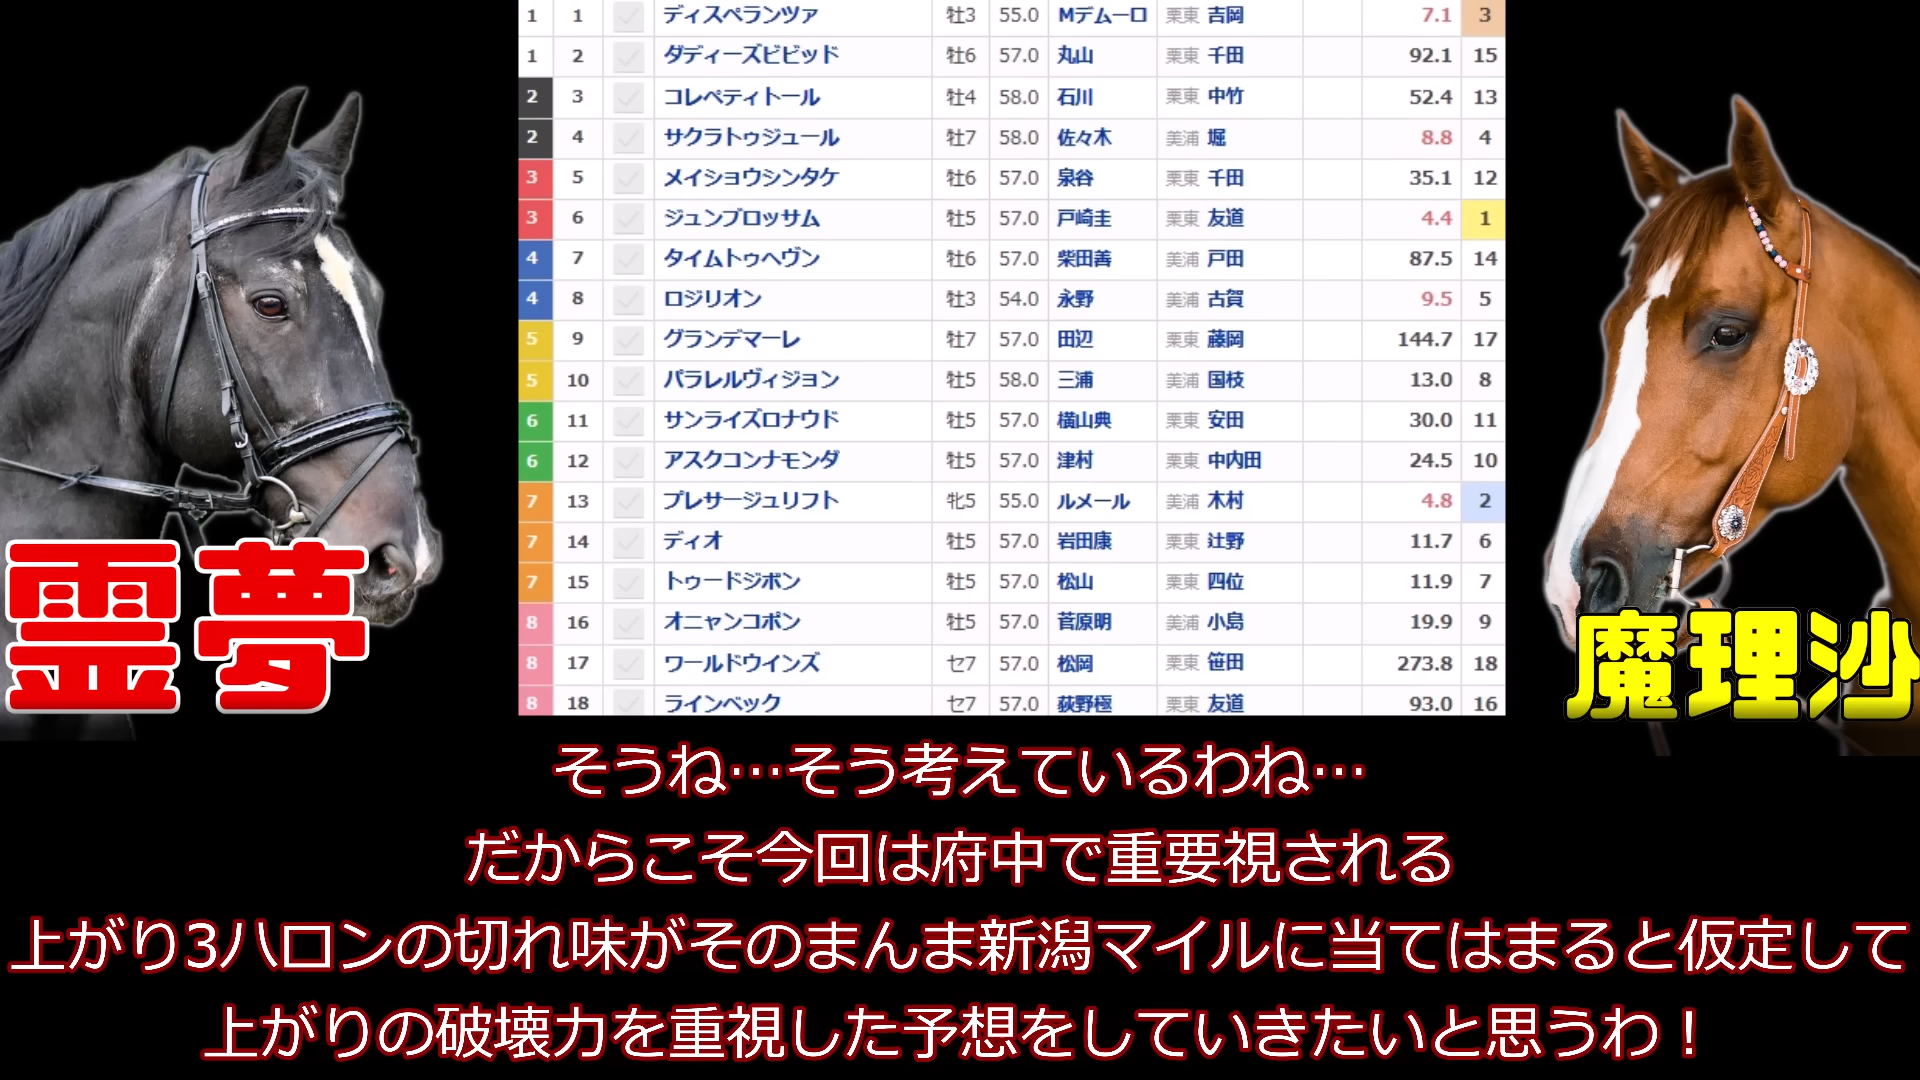 1 1 ディスペランツァ 牡3 55.0 Mデムーロ 栗東 吉岡 7.1 3
1 2 ダディーズビビッド 牡6 57.0 丸山 栗東 千田 92.1 15
2 3 コレペティトール 牡4 58.0 石川 栗東 中竹 52.4 13
2 4 サクラトゥジュール 牡7 58.0 佐々木 美浦 堀 8.8 4
3 5 メイショウシンタケ 牡6 57.0 泉谷 栗東 千田 35.1 12
3 6 ジュンブロッサム 牡5 57.0 戸崎圭 栗東 友道 4.4 1
4 7 タイムトゥヘヴン 牡6 57.0 柴田善 美浦 戸田 87.5 14
4 8 ロジリオン 牡3 54.0 永野 美浦 古賀 9.5 5
5 9 グランデマーレ 牡7 57.0 田辺 栗東 藤岡 144.7 17
5 10 パラレルヴィジョン 牡5 58.0 三浦 美浦 国枝 13.0 8
6 11 サンライズロナウド 牡5 57.0 横山典 栗東 安田 30.0 11
6 12 アスクコンナモンダ 牡5 57.0 津村 栗東 中内田 24.5 10
7 13 プレサージュリフト 牝5 55.0 ルメール 美浦 木村 4.8 2
7 14 ディオ 牡5 57.0 岩田康 栗東 辻野 11.7 6
7 15 トゥードジボン 牡5 57.0 松山 栗東 四位 11.9 7
8 16 オニャンコポン 牡5 57.0 菅原明 美浦 小島 19.9 9
8 17 ワールドウインズ セ7 57.0 松岡 栗東 笹田 273.8 18
8 18 ラインベック セ7 57.0 荻野極 栗東 友道 93.0 16
霊夢
魔理沙
そうね…そう考えているわね…
だからこそ今回は府中で重要視される
上がり3ハロンの切れ味がそのまんま新潟マイルに当てはまると仮定して
上がりの破壊力を重視した予想をしていきたいと思うわ！